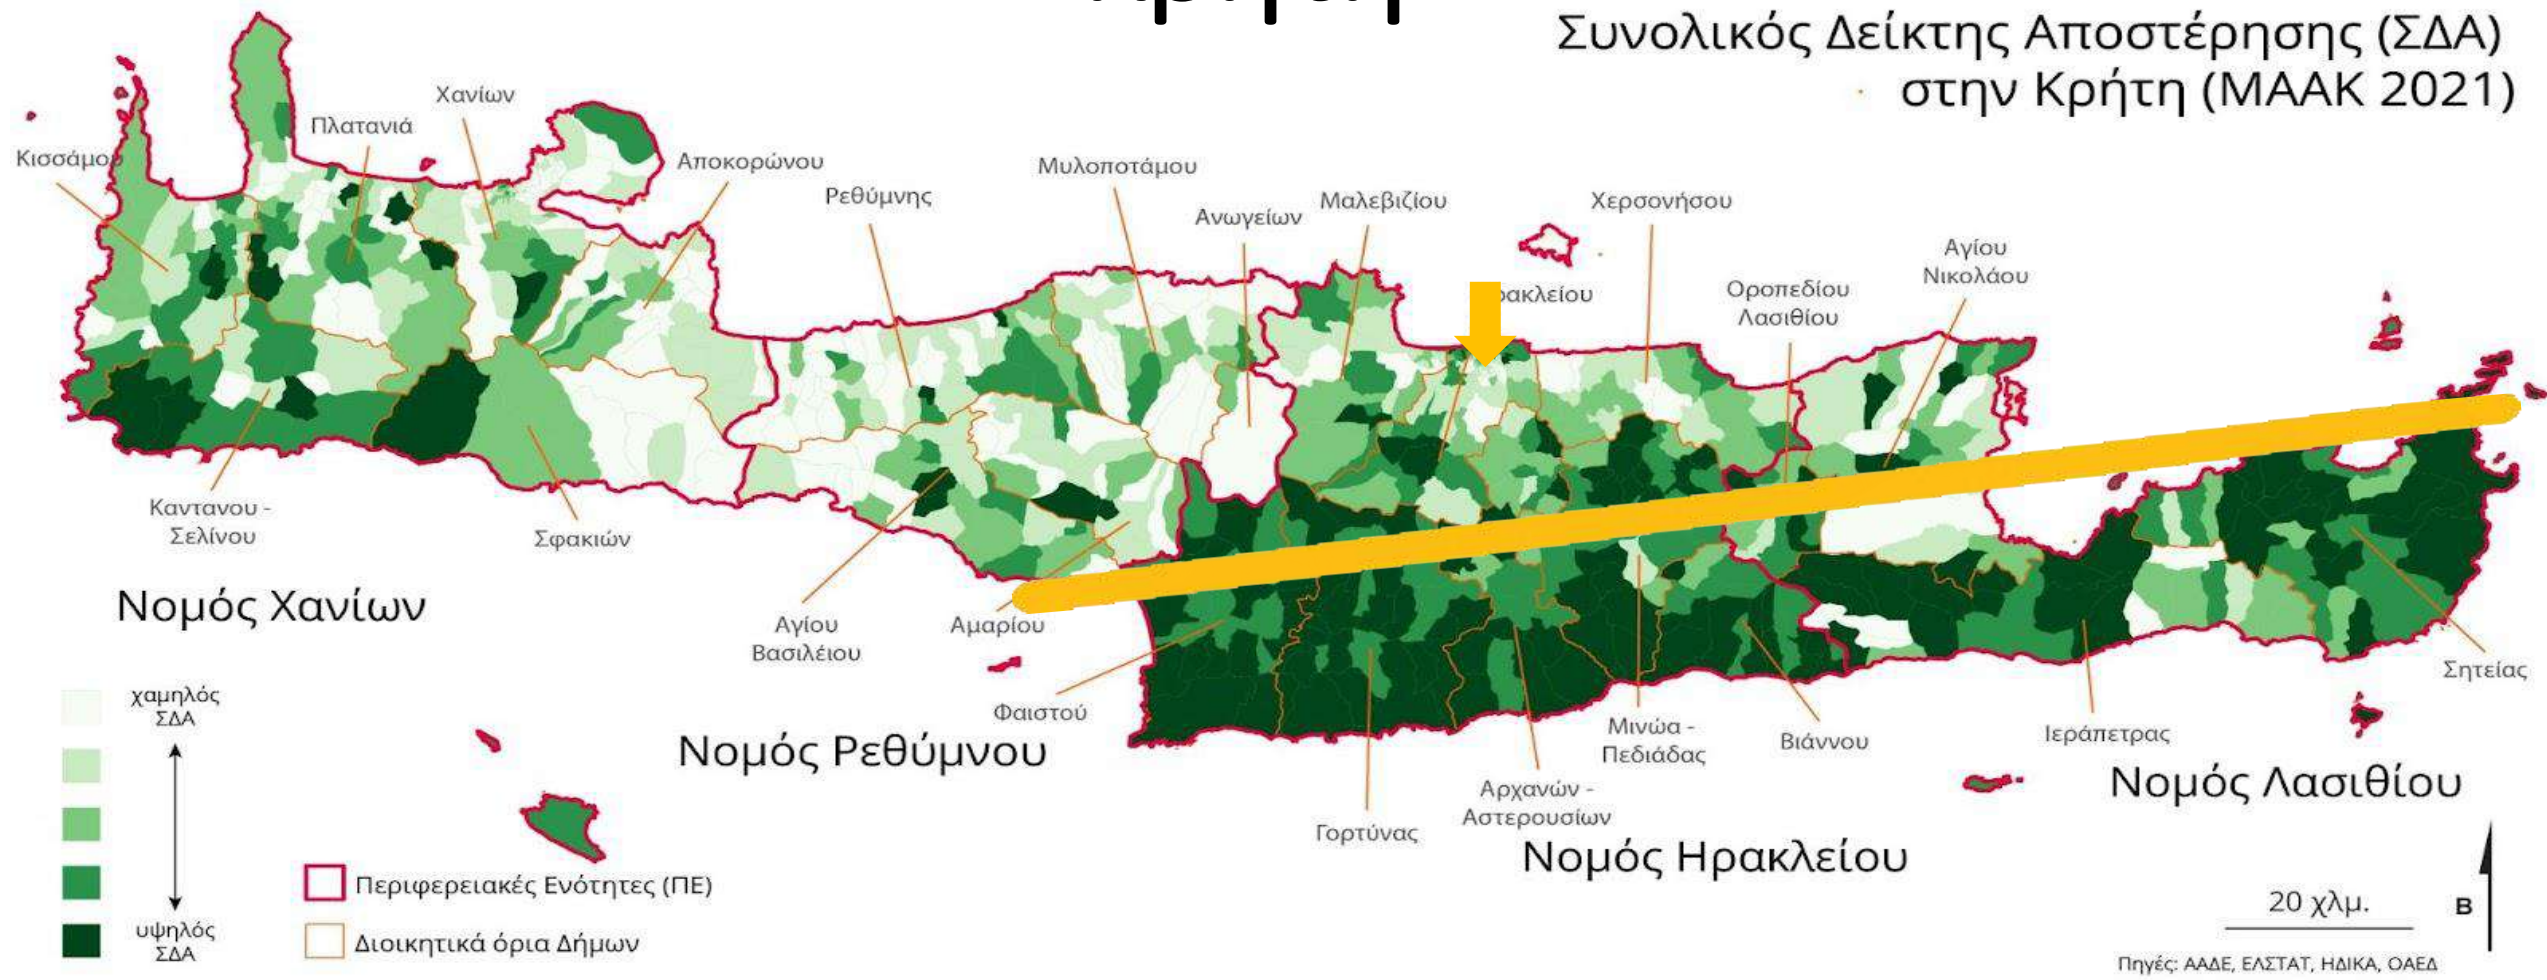 Συνολικός Δείκτης Αποστέρησης (ΣΔΑ)
στην Κρήτη (ΜΑΑΚ 2021)
Χανίων
Πλατανιά
Κισσάμου
Αποκορώνου
Ρεθύμνης
Μυλοποτάμου
Ανωγείων
Μαλεβιζίου
Χερσονήσου
Αγίου
Νικολάου
Οροπεδίου
Λασιθίου
ρακλείου
Καντανου -
Σελίνου
Σφακιών
Αγίου
Βασιλείου
Αμαρίου
Φαιστού
Γορτύνας
Αρχανών -
Αστερουσίων
Μινώα -
Πεδιάδας
Βιάννου
Ιεράπετρας
Σητείας
Νομός Χανίων
Νομός Ρεθύμνου
Νομός Ηρακλείου
Νομός Λασιθίου
χαμηλός
ΣΔΑ
υψηλός
ΣΔΑ
Περιφερειακές Ενότητες (ΠΕ)
Διοικητικά όρια Δήμων
20 χλμ.
Β
Πηγές: ΑΑΔΕ, ΕΛΣΤΑΤ, ΗΔΙΚΑ, ΟΑΕΔ